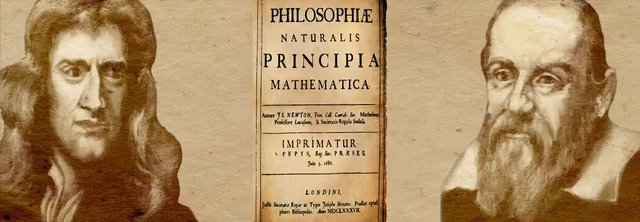 PHILOSOPHIÆ
NATURALIS
PRINCIPIA
MATHEMATICA
Autore JS. NEWTON, Trin. Coll. Cantab. Soc. Matheseos
Professore Lucasiano, & Societatis Regalis Sodali.
IMPRIMATUR
S. PEPYS, Reg. Soc. PRÆSES.
Julii 5. 1686.
LONDINI,
Jussu Societatis Regiæ ac Typis Josephi Streater. Prostat apud
plures Bibliopolas. Anno MDCLXXXVII.